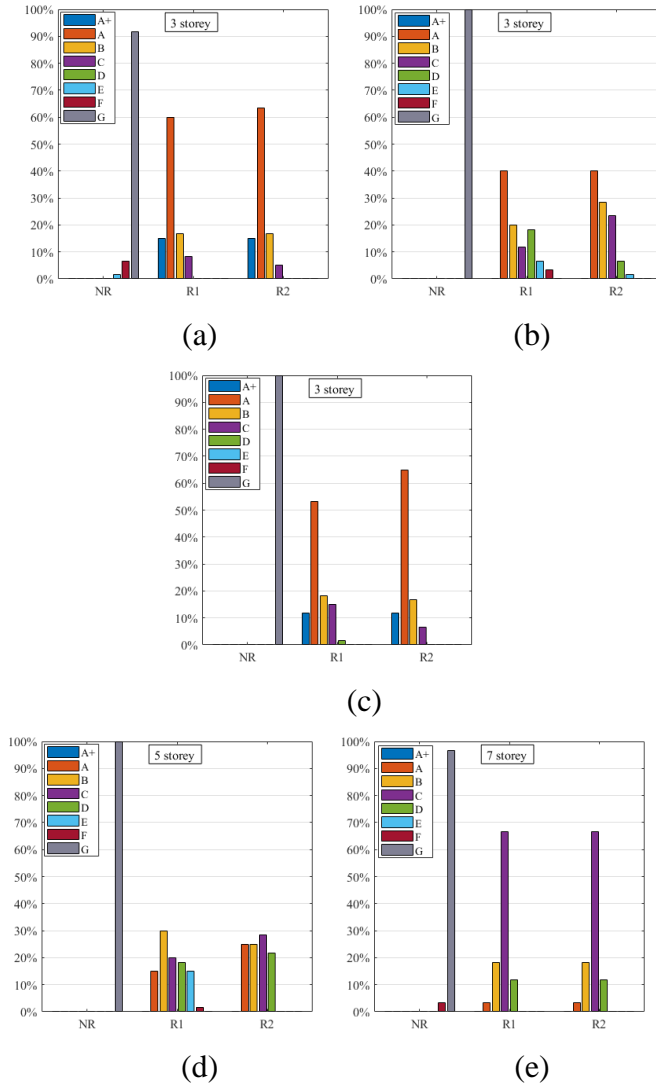 100%
90%
80%
70%
60%
50%
40%
30%
20%
10%
0%
A+
A
B
C
D
E
F
G
3 storey
NR R1 R2
(a)
100%
90%
80%
70%
60%
50%
40%
30%
20%
10%
0%
A+
A
B
C
D
E
F
G
3 storey
NR R1 R2
(b)
100%
90%
80%
70%
60%
50%
40%
30%
20%
10%
0%
A+
A
B
C
D
E
F
G
3 storey
NR R1 R2
(c)
100%
90%
80%
70%
60%
50%
40%
30%
20%
10%
0%
A+
A
B
C
D
E
F
G
5 storey
NR R1 R2
(d)
100%
90%
80%
70%
60%
50%
40%
30%
20%
10%
0%
A+
A
B
C
D
E
F
G
7 storey
NR R1 R2
(e)